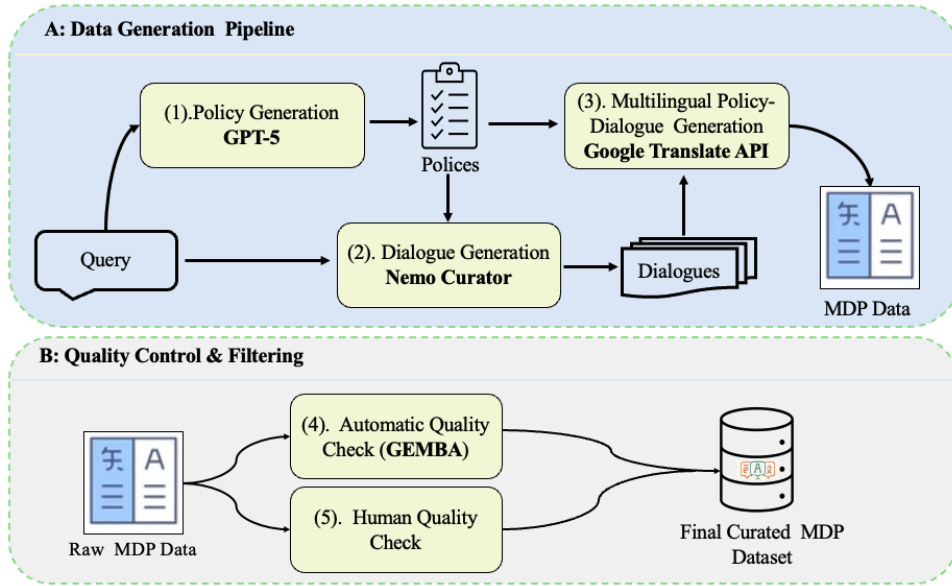 A: Data Generation Pipeline
(1).Policy Generation
GPT-5
Polices
(3). Multilingual Policy-
Dialogue Generation
Google Translate API
Query
(2). Dialogue Generation
Nemo Curator
Dialogues
矢 A
MDP Data
B: Quality Control & Filtering
矢 A
Raw MDP Data
(4). Automatic Quality
Check (GEMBA)
(5). Human Quality
Check
A
Final Curated MDP
Dataset